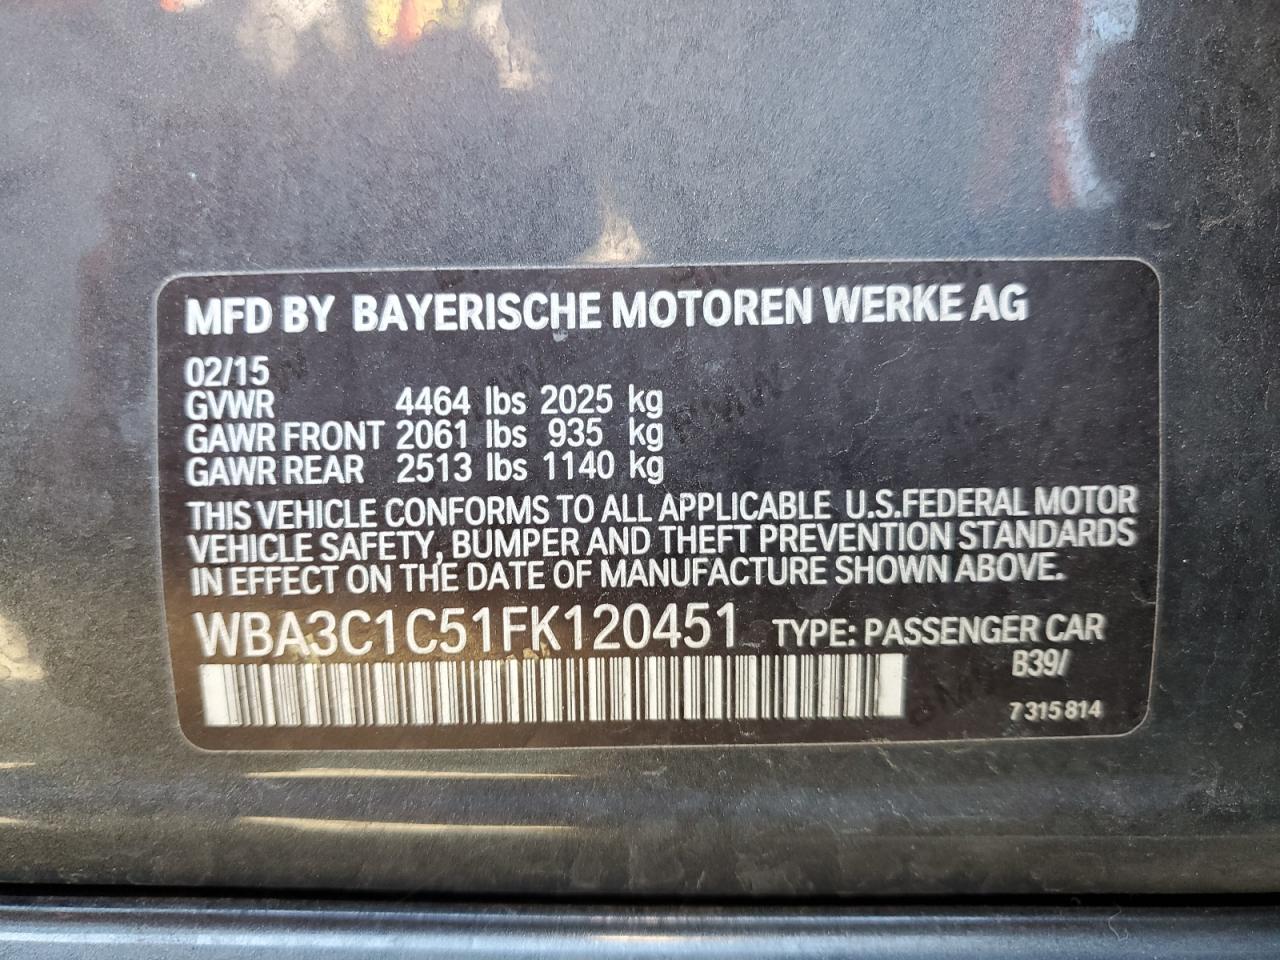 MFD BY BAYERISCHE MOTOREN WERKE AG
02/15
GVWR 4464 lbs 2025 kg
GAWR FRONT 2061 lbs 935 kg
GAWR REAR 2513 lbs 1140 kg
THIS VEHICLE CONFORMS TO ALL APPLICABLE U.S.FEDERAL MOTOR
VEHICLE SAFETY, BUMPER AND THEFT PREVENTION STANDARDS
IN EFFECT ON THE DATE OF MANUFACTURE SHOWN ABOVE.
WBA3C1C51FK120451 TYPE: PASSENGER CAR
B39/
7 315 814